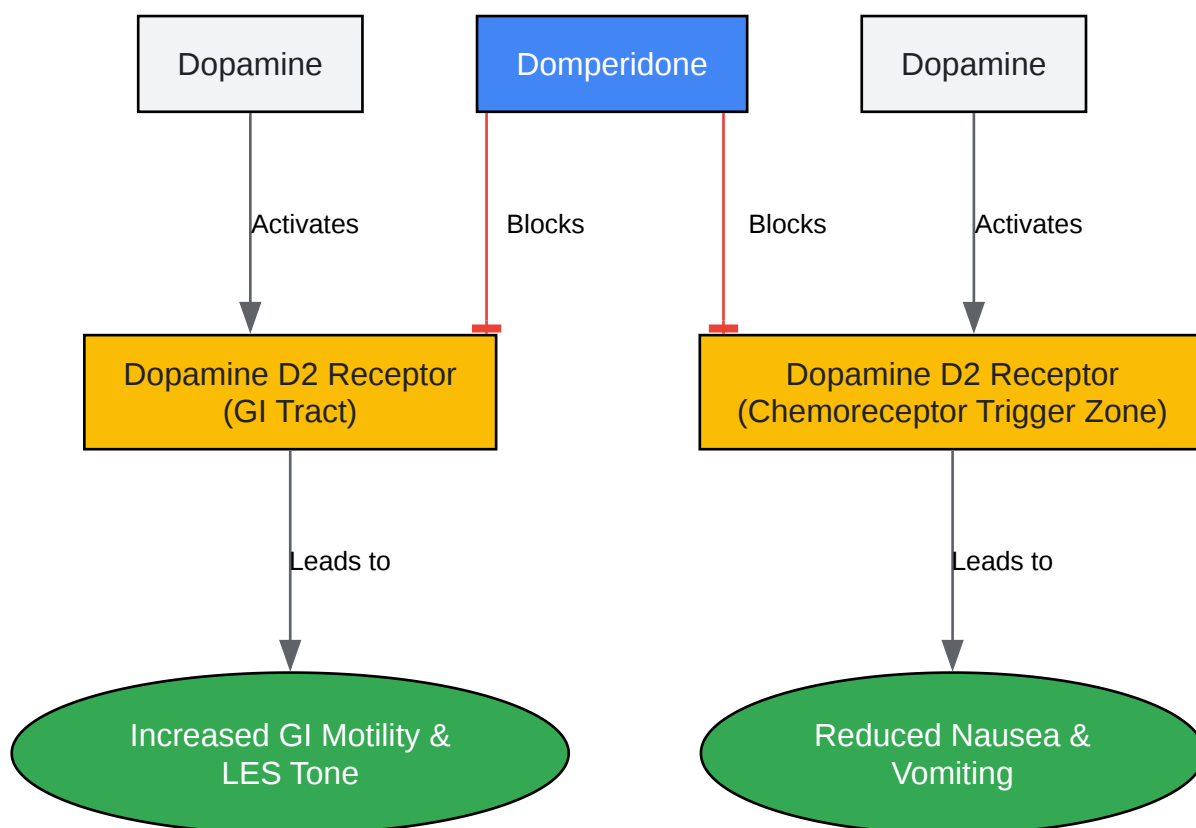 Dopamine
Domperidone
Dopamine
Activates
Blocks
Blocks
Activates
Dopamine D2 Receptor
(GI Tract)
Dopamine D2 Receptor
(Chemoreceptor Trigger Zone)
Leads to
Leads to
Increased GI Motility &
LES Tone
Reduced Nausea &
Vomiting